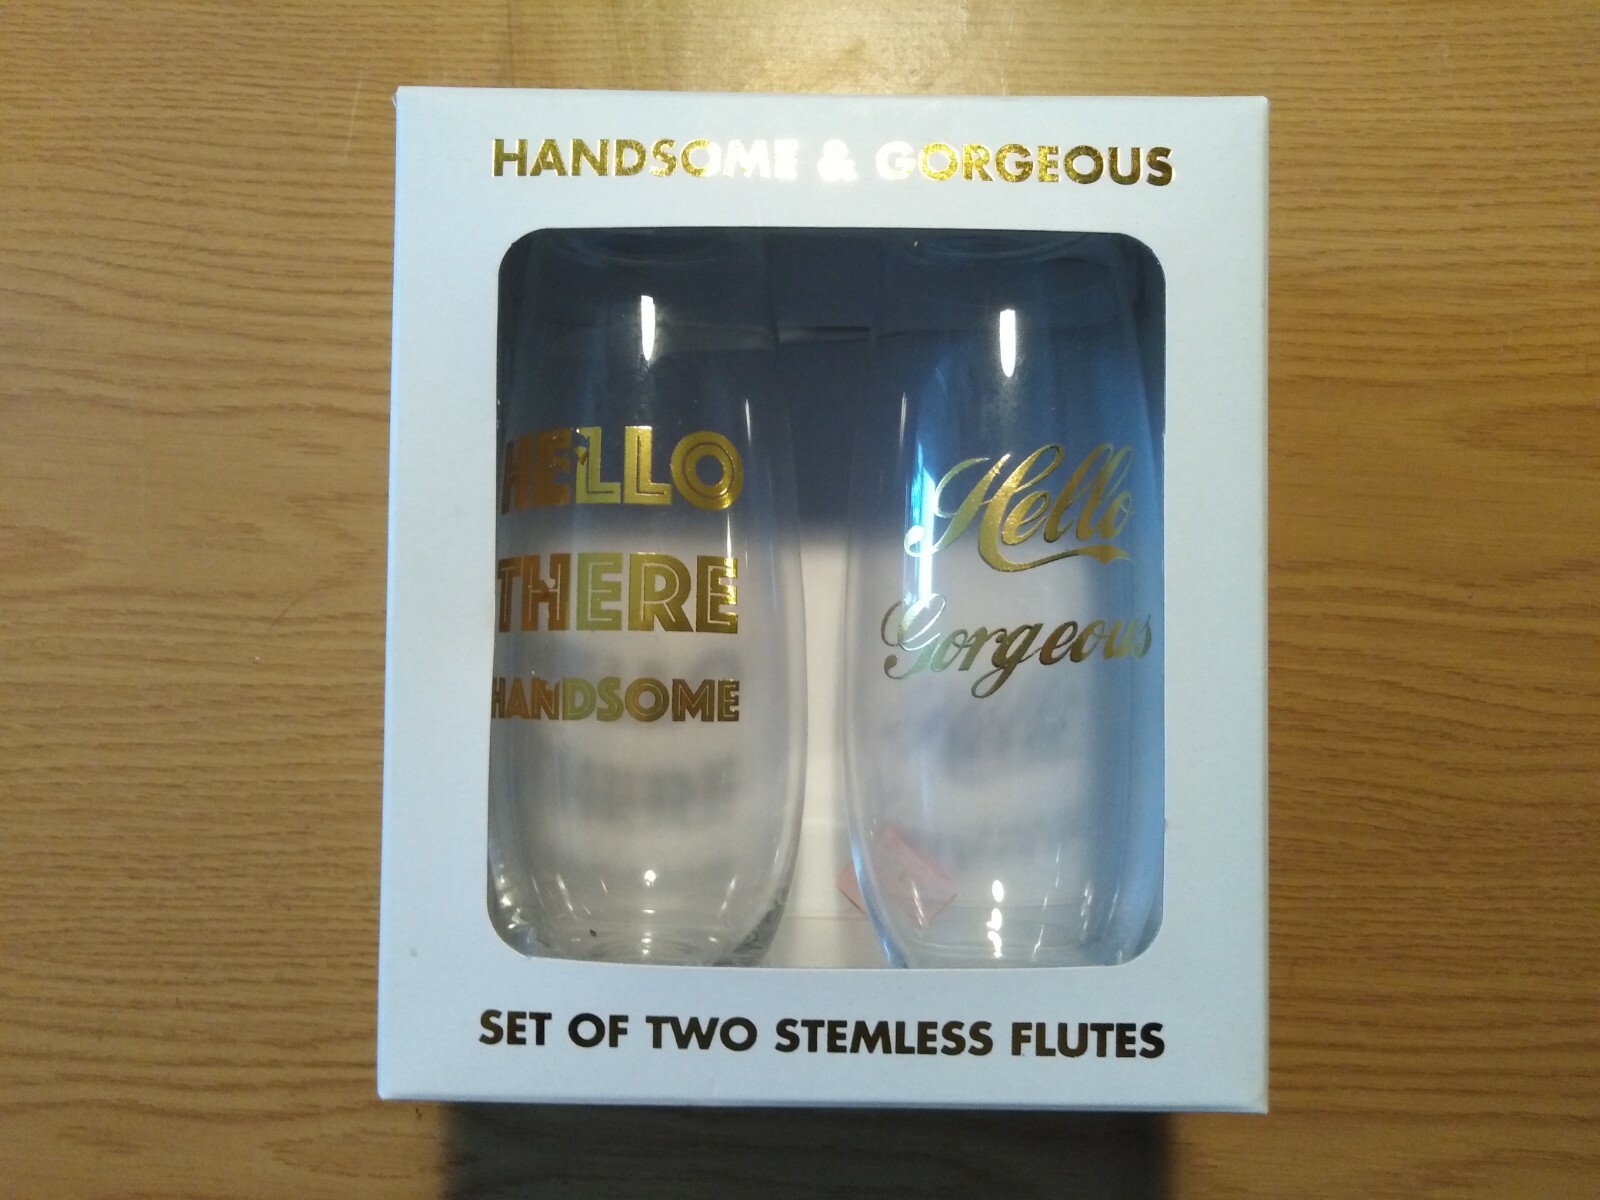 HANDSOME & GORGEOUS
HELLO
THERE
HANDSOME
Hello
Gorgeous
SET OF TWO STEMLESS FLUTES